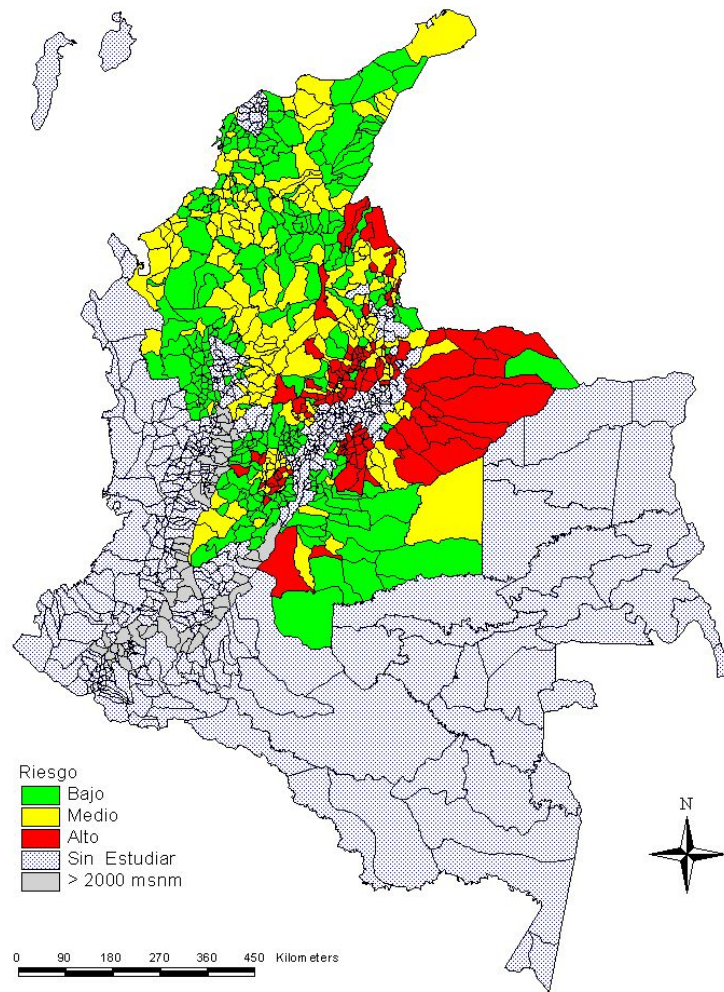 Riesgo
Bajo
Medio
Alto
Sin Estudiar
> 2000 msnm
N
0 90 180 270 360 450 Kilometers